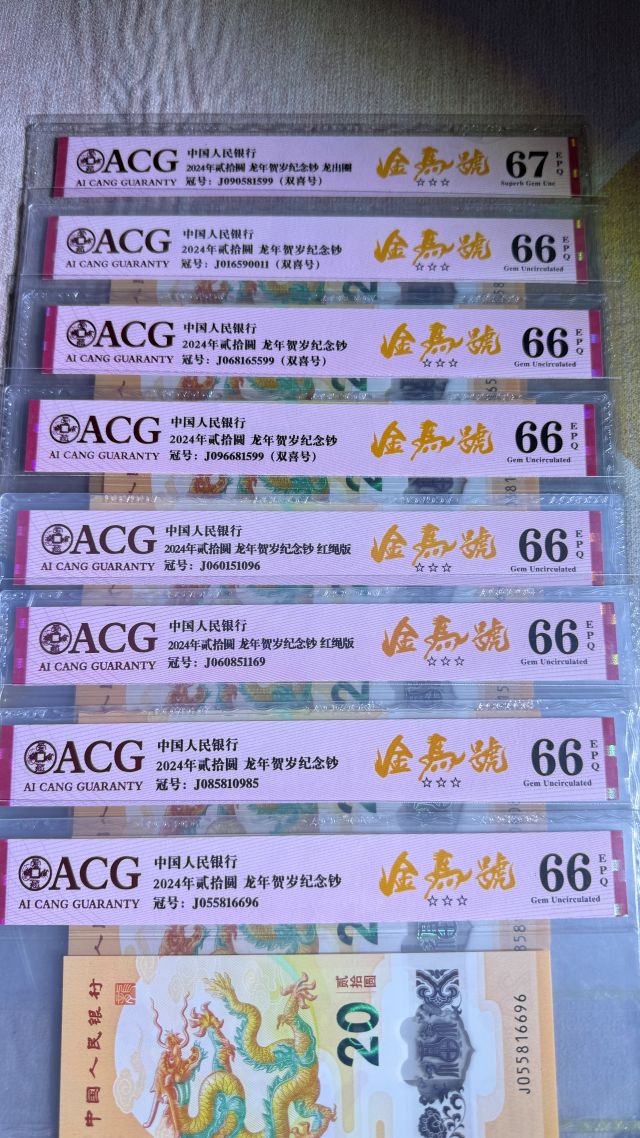 ACG
AI CANG GUARANTY
中国人民银行
2024年贰拾圆 龙年贺岁纪念钞 龙出圈
冠号：J090581599（双喜号）
金馬號
☆☆☆
67
EPQ
Superb Gem Unc
ACG
AI CANG GUARANTY
中国人民银行
2024年贰拾圆 龙年贺岁纪念钞
冠号：J016590011（双喜号）
金馬號
☆☆☆
66
EPQ
Gem Uncirculated
ACG
AI CANG GUARANTY
中国人民银行
2024年贰拾圆 龙年贺岁纪念钞
冠号：J068165599（双喜号）
金馬號
☆☆☆
66
EPQ
Gem Uncirculated
ACG
AI CANG GUARANTY
中国人民银行
2024年贰拾圆 龙年贺岁纪念钞
冠号：J096681599（双喜号）
金馬號
☆☆☆
66
EPQ
Gem Uncirculated
ACG
AI CANG GUARANTY
中国人民银行
2024年贰拾圆 龙年贺岁纪念钞 红绳版
冠号：J060151096
金馬號
☆☆☆
66
EPQ
Gem Uncirculated
ACG
AI CANG GUARANTY
中国人民银行
2024年贰拾圆 龙年贺岁纪念钞 红绳版
冠号：J060851169
金馬號
☆☆☆
66
EPQ
Gem Uncirculated
ACG
AI CANG GUARANTY
中国人民银行
2024年贰拾圆 龙年贺岁纪念钞
冠号：J085810985
金馬號
☆☆☆
66
EPQ
Gem Uncirculated
ACG
AI CANG GUARANTY
中国人民银行
2024年贰拾圆 龙年贺岁纪念钞
冠号：J055816696
金馬號
☆☆☆
66
EPQ
Gem Uncirculated
中国人民银行
贰拾圆
20
J055816696